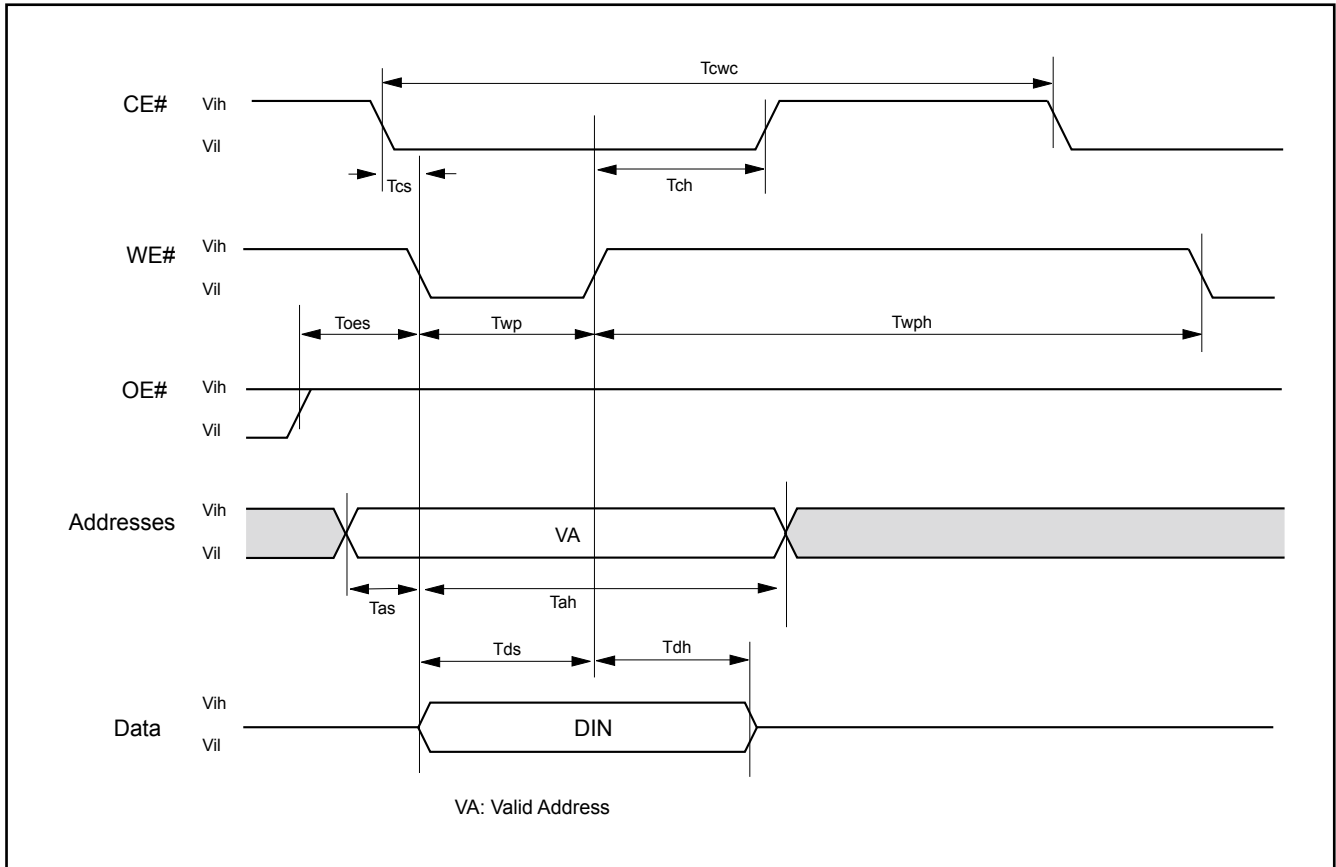 Tcwc
CE#
Vih
Vil
Tcs
Tch
WE#
Vih
Vil
Toes
Twp
Twph
OE#
Vih
Vil
Addresses
Vih
Vil
VA
Tas
Tah
Tds
Tdh
Data
Vih
Vil
DIN
VA: Valid Address